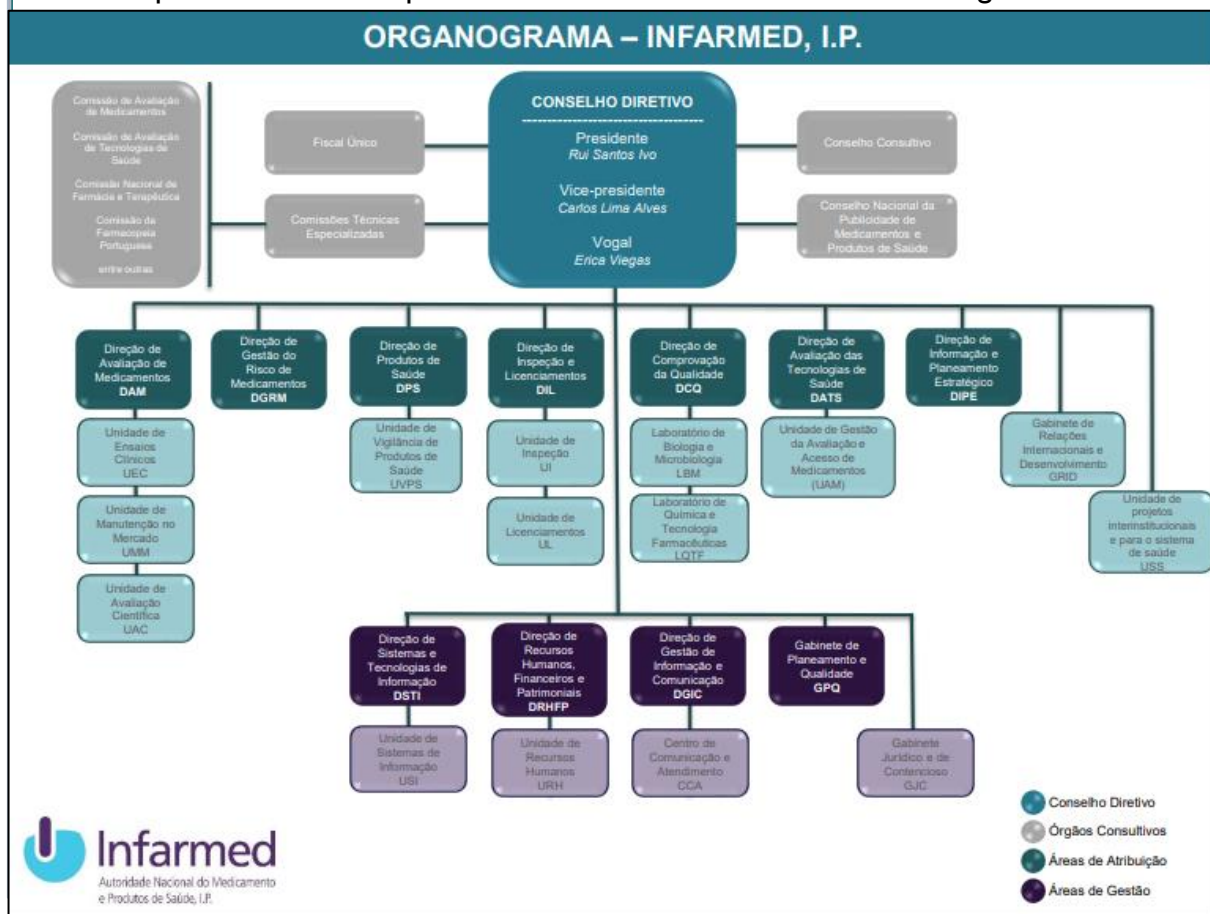 ORGANOGRAMA – INFARMED, I.P.
Comissão de Avaliação
de Medicamentos
Comissão de Avaliação
de Tecnologias de
Saúde
Comissão Nacional de
Farmácia e Terapêutica
Comissão da
Farmacopeia
Portuguesa
entre outras
Fiscal Único
Comissões Técnicas
Especializadas
CONSELHO DIRETIVO
Presidente
Rui Santos Ivo
Vice-presidente
Carlos Lima Alves
Vogal
Erica Viegas
Conselho Consultivo
Conselho Nacional da
Publicidade de
Medicamentos e
Produtos de Saúde
Direção de
Avaliação de
Medicamentos
DAM
Direção de
Gestão do
Risco de
Medicamentos
DGRM
Direção de
Produtos de
Saúde
DPS
Direção de
Inspeção e
Licenciamentos
DIL
Direção de
Comprovação
da Qualidade
DCQ
Direção de
Avaliação das
Tecnologias de
Saúde
DATS
Direção de
Informação e
Planeamento
Estratégico
DIPE
Unidade de
Ensaios
Clínicos
UEC
Unidade de
Manutenção no
Mercado
UMM
Unidade de
Avaliação
Científica
UAC
Unidade de
Vigilância de
Produtos de
Saúde
UVPS
Unidade de
Inspeção
UI
Unidade de
Licenciamentos
UL
Laboratório de
Biologia e
Microbiologia
LBM
Laboratório de
Química e
Tecnologia
Farmacêuticas
LQTF
Unidade de Gestão
da Avaliação e
Acesso de
Medicamentos
(UAM)
Gabinete de
Relações
Internacionais e
Desenvolvimento
GRID
Unidade de
projetos
interinstitucionais
e para o sistema
de saúde
USS
Direção de
Sistemas e
Tecnologias de
Informação
DSTI
Direção de
Recursos
Humanos,
Financeiros e
Patrimoniais
DRHFP
Direção de
Gestão de
Informação e
Comunicação
DGIC
Gabinete de
Planeamento e
Qualidade
GPQ
Unidade de
Sistemas de
Informação
USI
Unidade de
Recursos
Humanos
URH
Centro de
Comunicação e
Atendimento
CCA
Gabinete
Jurídico e de
Contencioso
GJC
Conselho Diretivo
Órgãos Consultivos
Áreas de Atribuição
Áreas de Gestão
Infarmed
Autoridade Nacional do Medicamento
e Produtos de Saúde, I.P.